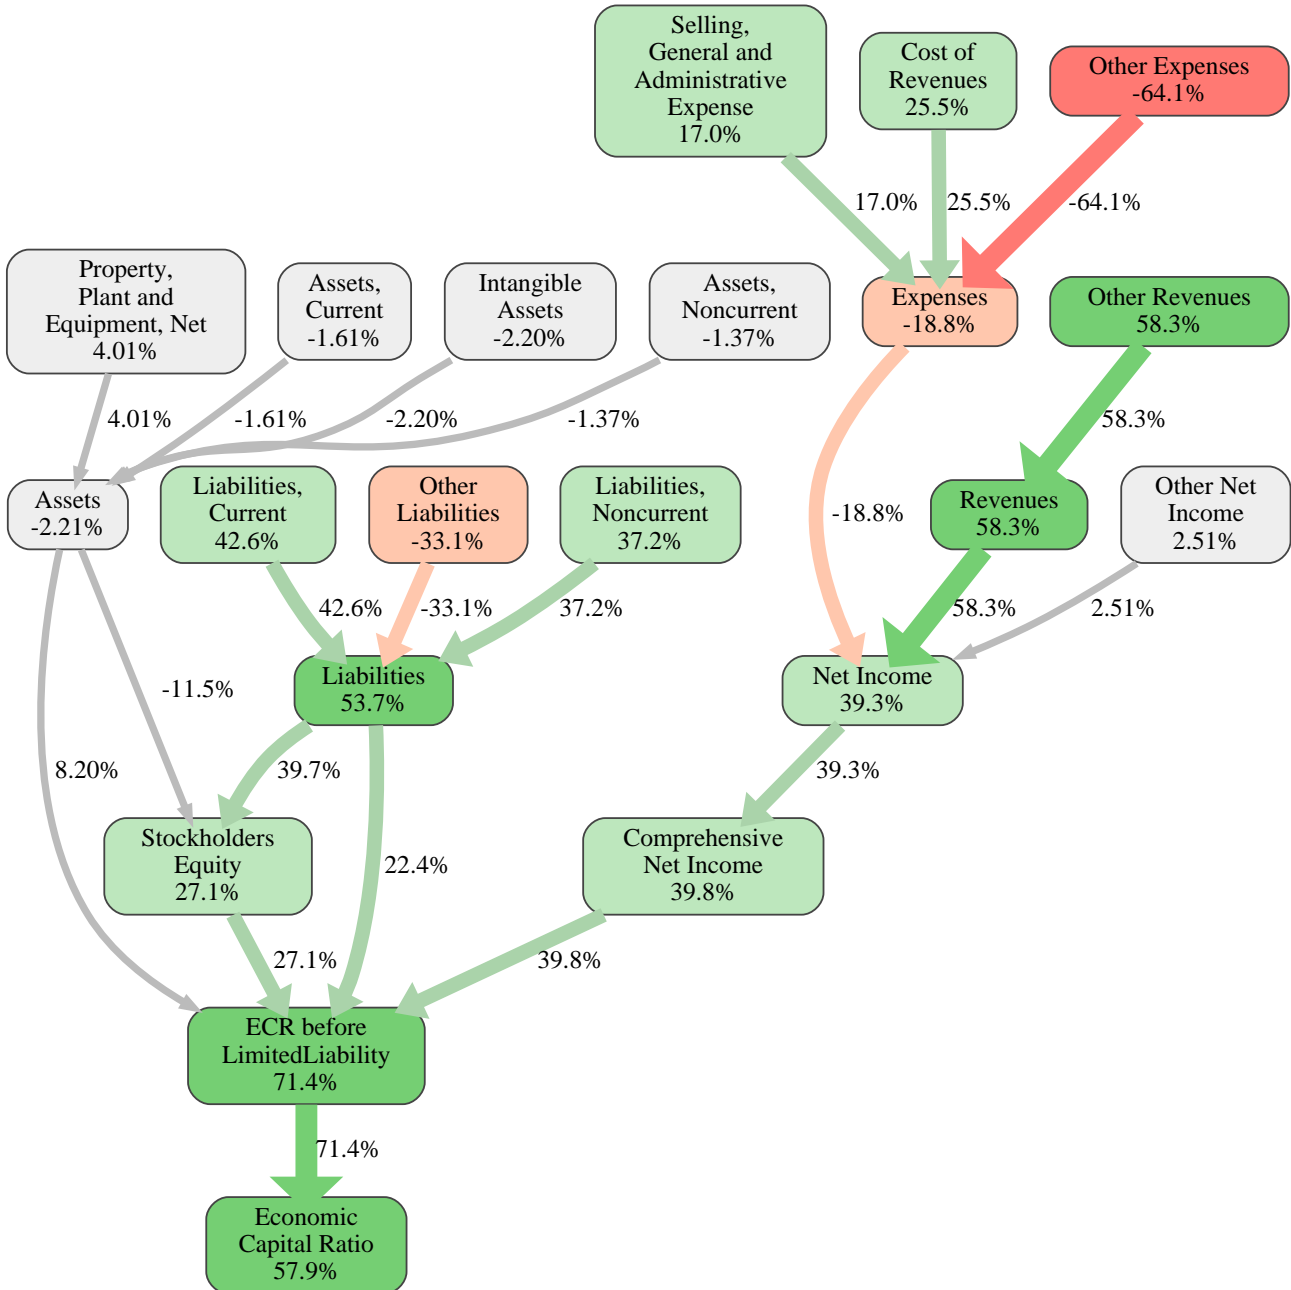 Selling,
General and
Administrative
Expense
17.0%
Cost of
Revenues
25.5%
Other Expenses
-64.1%
17.0%
25.5%
-64.1%
Property,
Plant and
Equipment, Net
4.01%
Assets,
Current
-1.61%
Intangible
Assets
-2.20%
Assets,
Noncurrent
-1.37%
Expenses
-18.8%
Other Revenues
58.3%
4.01%
-1.61%
-2.20%
-1.37%
58.3%
Assets
-2.21%
Liabilities,
Current
42.6%
Other
Liabilities
-33.1%
Liabilities,
Noncurrent
37.2%
-18.8%
Revenues
58.3%
Other Net
Income
2.51%
42.6%
-33.1%
37.2%
58.3%
2.51%
-11.5%
Liabilities
53.7%
Net Income
39.3%
8.20%
39.7%
39.3%
Stockholders
Equity
27.1%
22.4%
Comprehensive
Net Income
39.8%
27.1%
39.8%
ECR before
LimitedLiability
71.4%
71.4%
Economic
Capital Ratio
57.9%